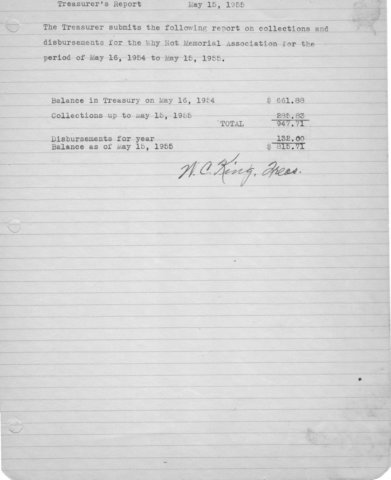 Treasurer's Report May 15, 1955
The Treasurer submits the following report on collections and
disbursements for the Why Not Memorial Association for the
period of May 16, 1954 to May 15, 1955.
Balance in Treasury on May 16, 1954 $ 661.88
Collections up to May 15, 1955 285.83
TOTAL 947.71
Disbursements for year 132.00
Balance as of May 15, 1955 $ 815.71
W. C. King, Treas.